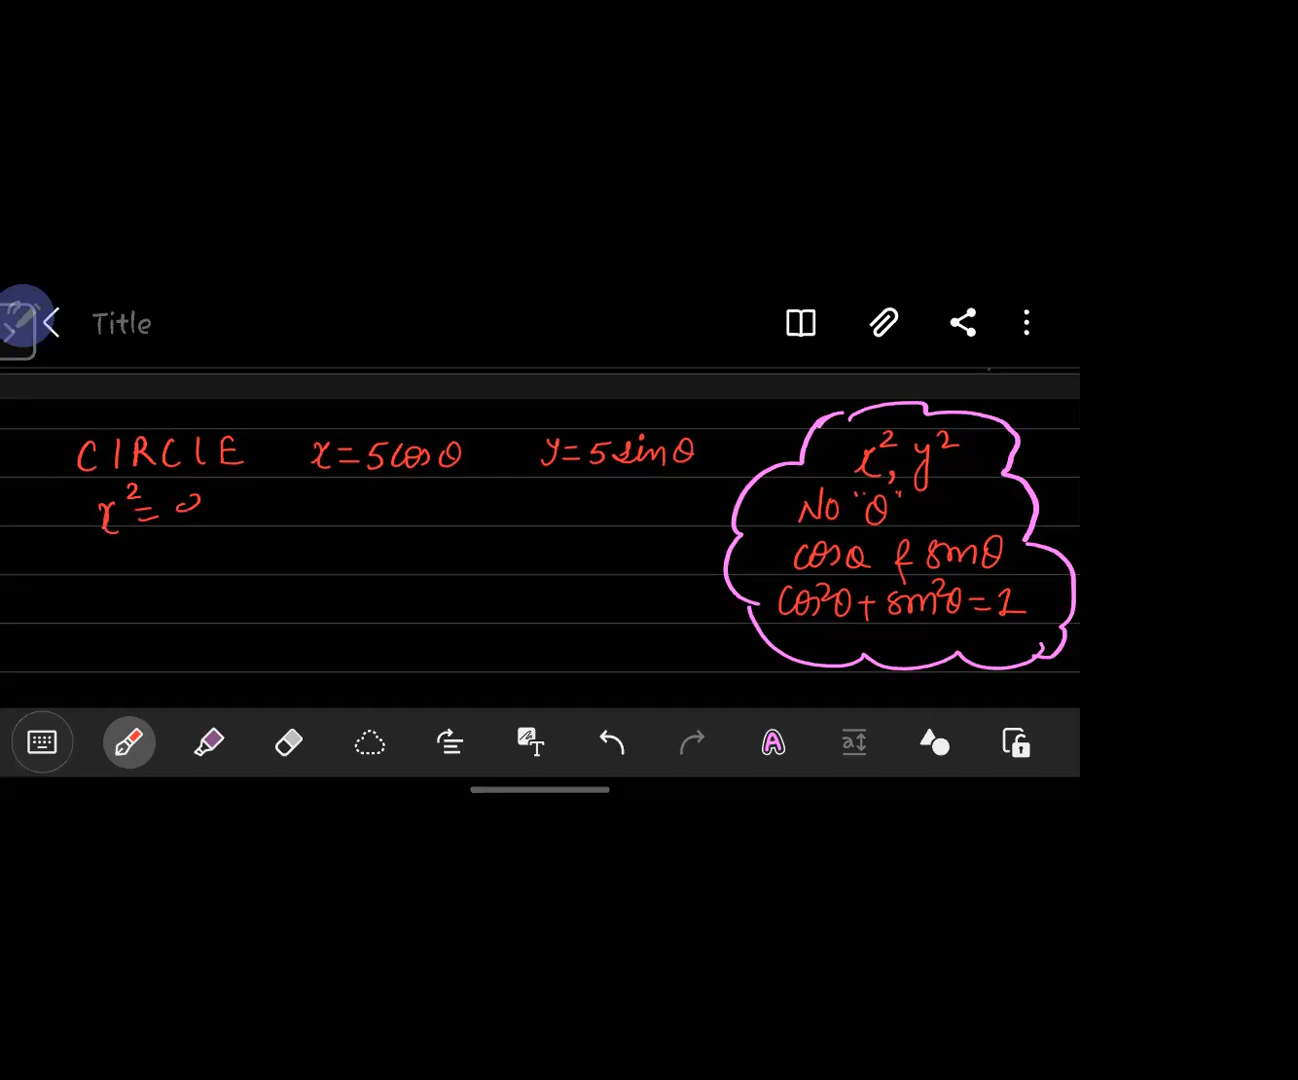 Title
CIRCLE x=5cosθ y=5sinθ
x²=
x², y²
No "θ"
cosθ & sinθ
cos²θ + sin²θ = 1